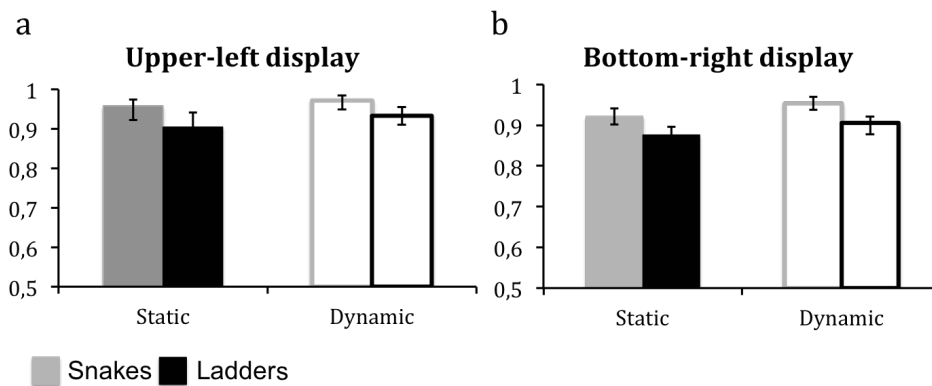 a
Upper-left display
1
0,9
0,8
0,7
0,6
0,5
Static Dynamic
b
Bottom-right display
1
0,9
0,8
0,7
0,6
0,5
Static Dynamic
Snakes Ladders